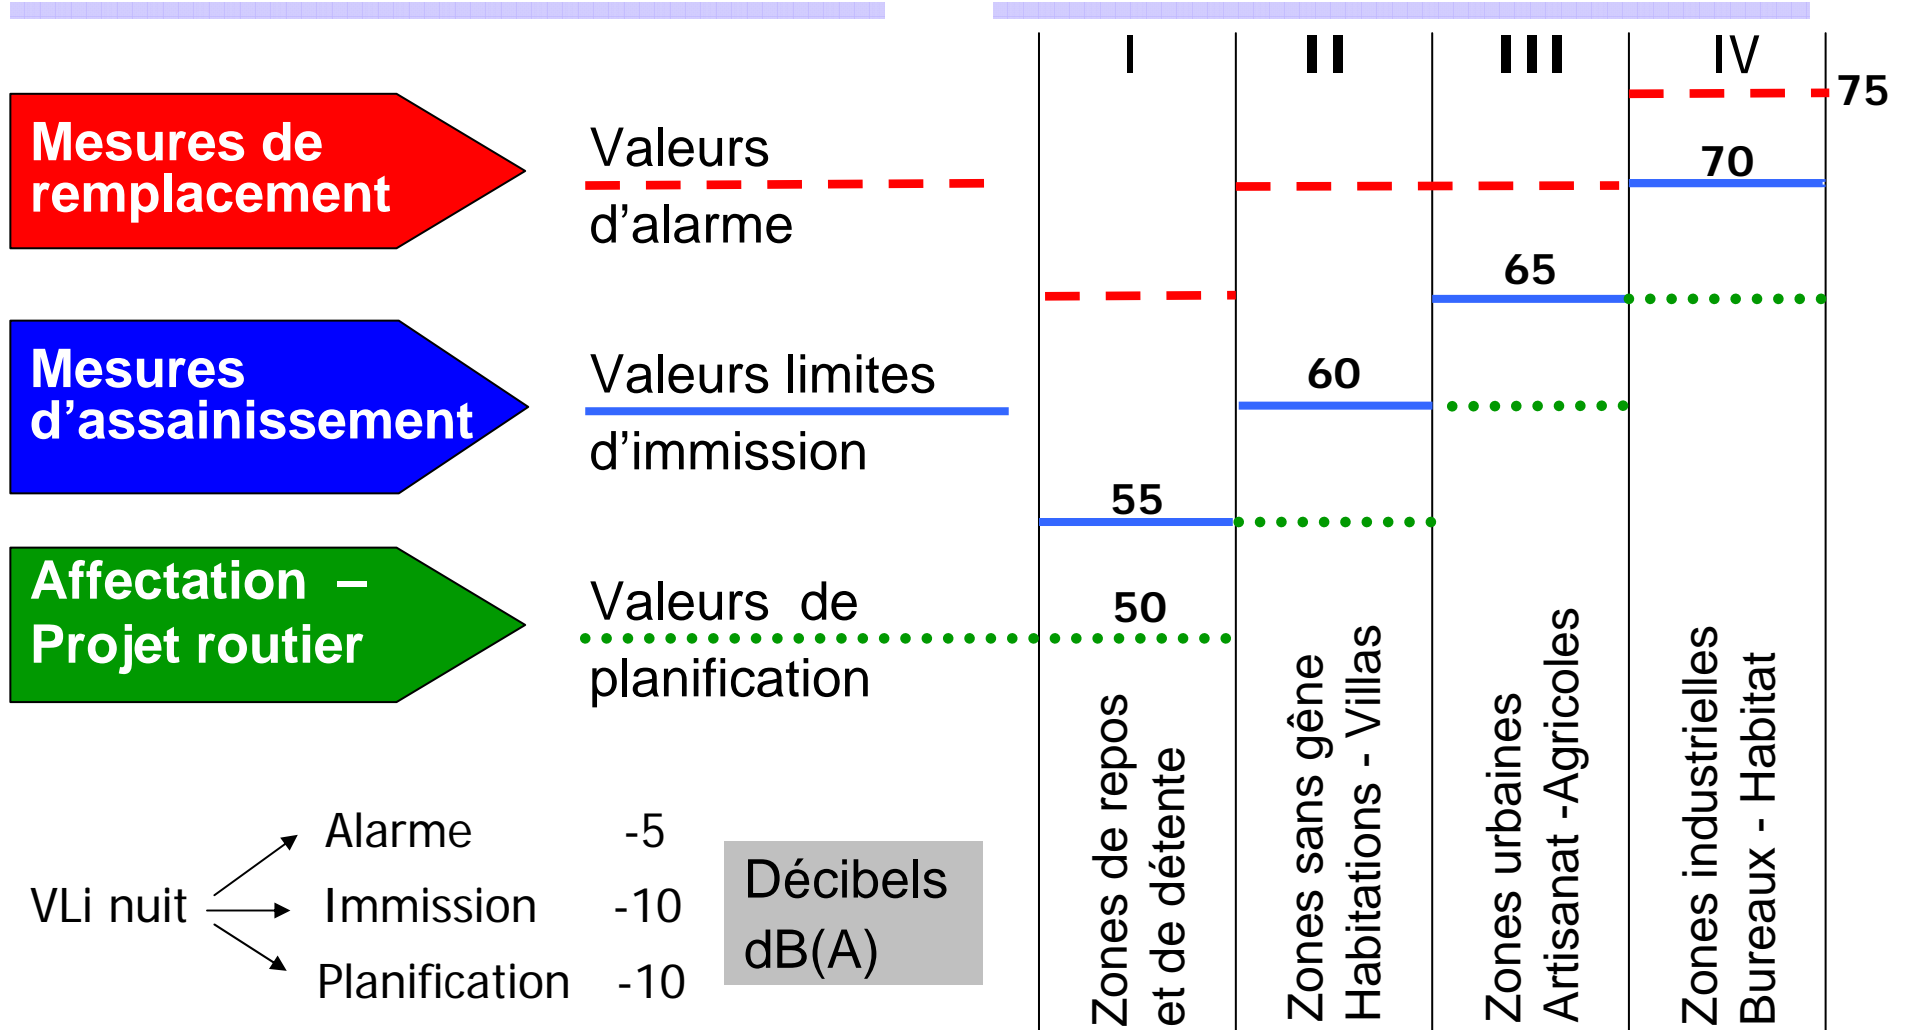 I II III IV
75
Mesures de
remplacement
Valeurs
d’alarme
70
65
Mesures
d’assainissement
Valeurs limites
d’immission
60
55
Affectation –
Projet routier
Valeurs de
planification
50
VLi nuit
Alarme -5
Immission -10
Planification -10
Décibels
dB(A)
Zones de repos
et de détente
Zones sans gêne
Habitations - Villas
Zones urbaines
Artisanat -Agricoles
Zones industrielles
Bureaux - Habitat